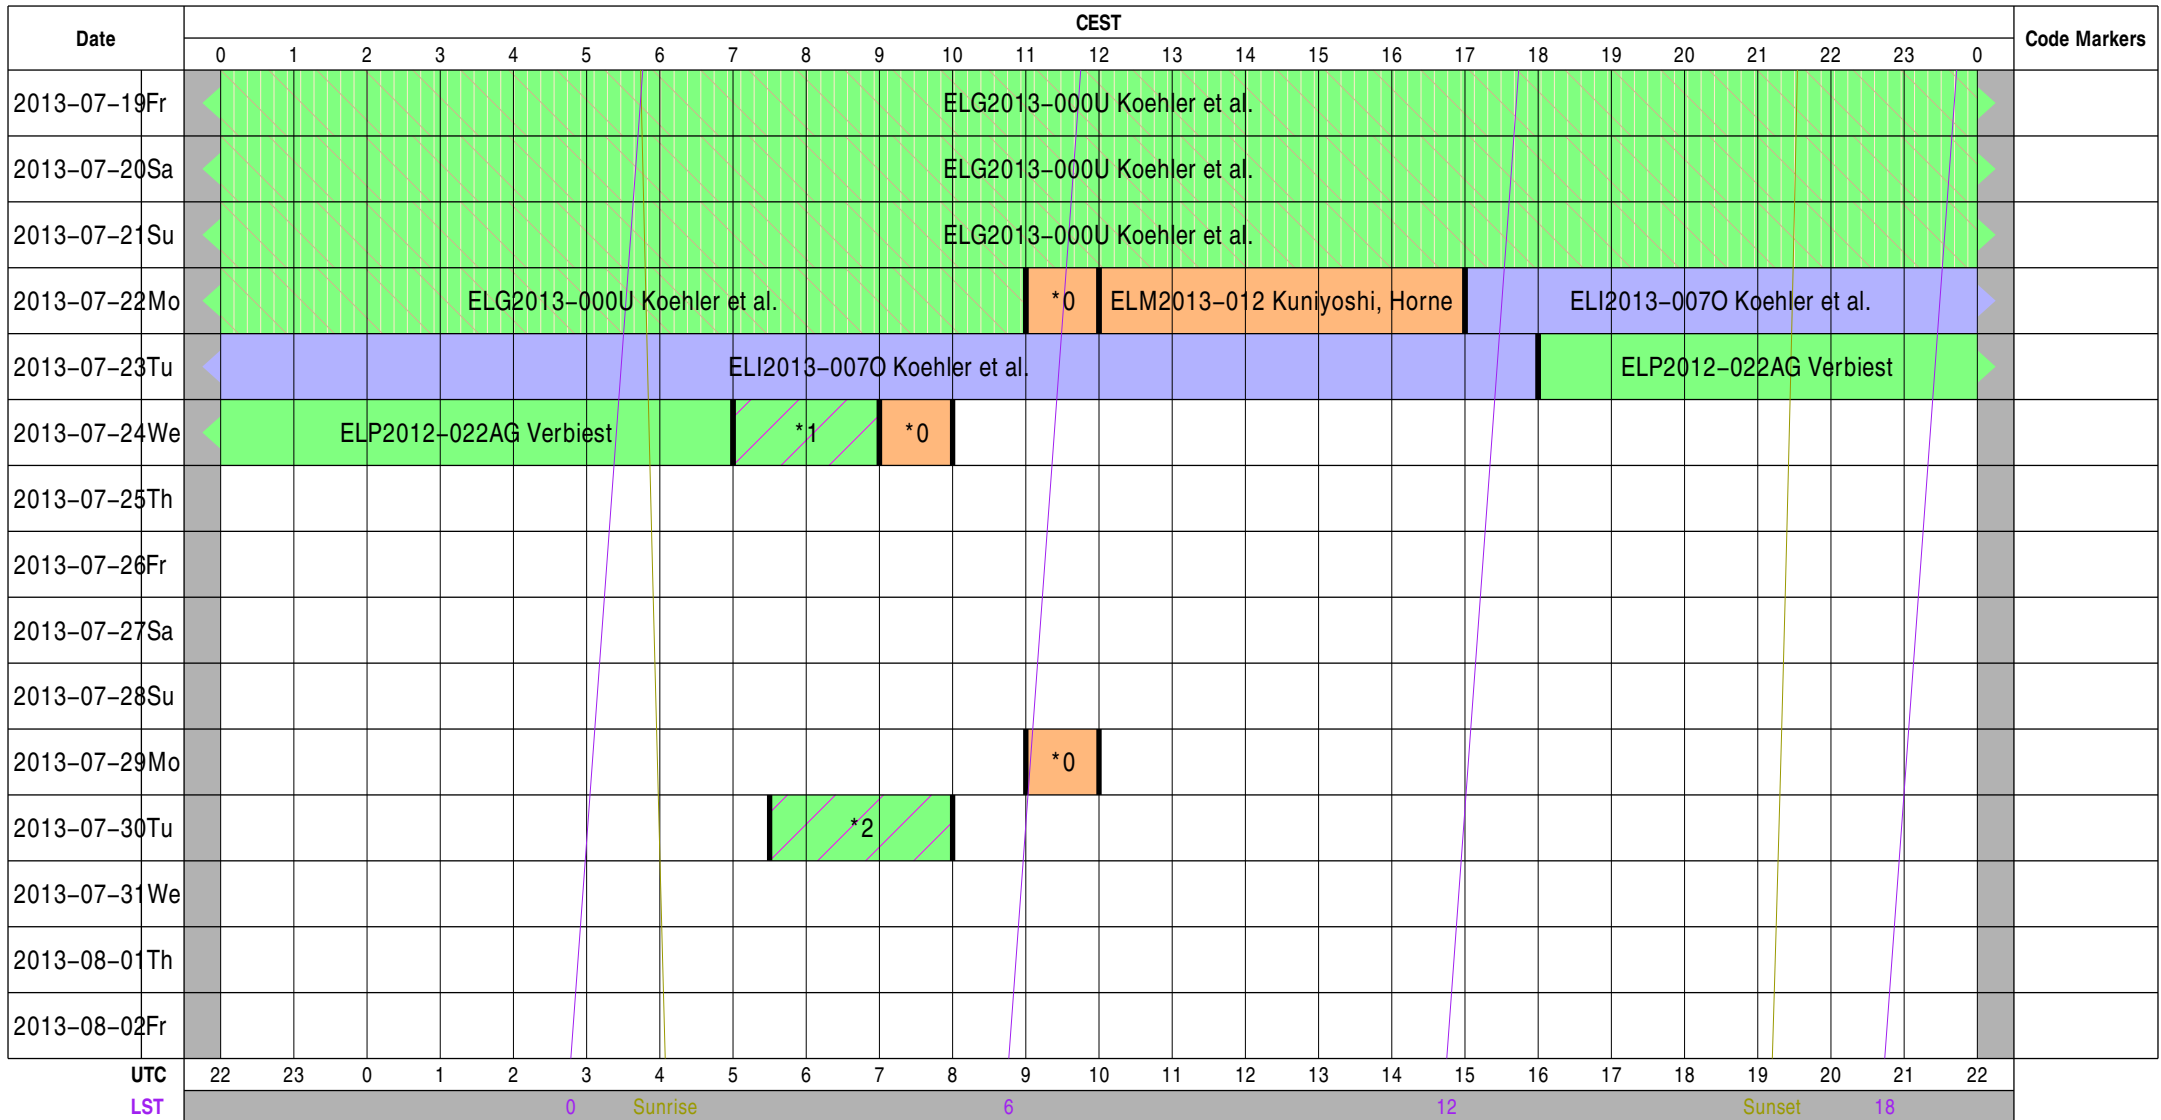 Date CEST Code Markers
0 1 2 3 4 5 6 7 8 9 10 11 12 13 14 15 16 17 18 19 20 21 22 23 0
2013-07-19Fr ELG2013-000U Koehler et al.
2013-07-20Sa ELG2013-000U Koehler et al.
2013-07-21Su ELG2013-000U Koehler et al.
2013-07-22Mo ELG2013-000U Koehler et al. *0 ELM2013-012 Kuniyoshi, Horne ELI2013-007O Koehler et al.
2013-07-23Tu ELI2013-007O Koehler et al. ELP2012-022AG Verbiest
2013-07-24We ELP2012-022AG Verbiest *1 *0
2013-07-25Th
2013-07-26Fr
2013-07-27Sa
2013-07-28Su
2013-07-29Mo *0
2013-07-30Tu *2
2013-07-31We
2013-08-01Th
2013-08-02Fr
UTC 22 23 0 1 2 3 4 5 6 7 8 9 10 11 12 13 14 15 16 17 18 19 20 21 22
LST 0 Sunrise 6 12 Sunset 18